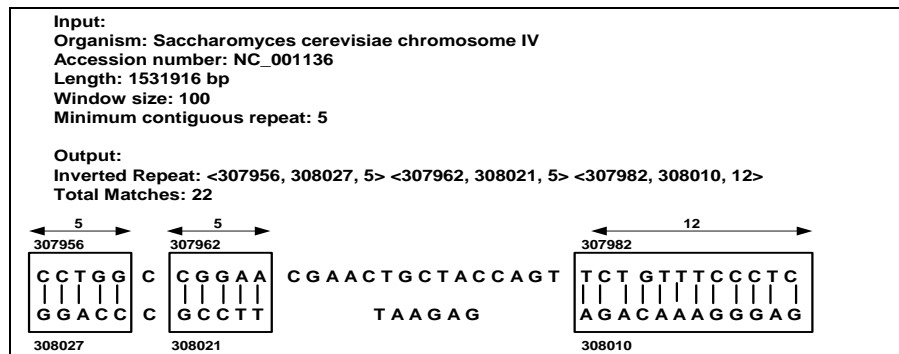 Input:
Organism: Saccharomyces cerevisiae chromosome IV
Accession number: NC_001136
Length: 1531916 bp
Window size: 100
Minimum contiguous repeat: 5
Output:
Inverted Repeat: <307956, 308027, 5> <307962, 308021, 5> <307982, 308010, 12>
Total Matches: 22
5 5 12
307956 307962 307982
C C T G G C C G G A A C G A A C T G C T A C C A G T T C T G T T T C C C T C
G G A C C C G C C T T T A A G A G A G A C A A A G G G A G
308027 308021 308010